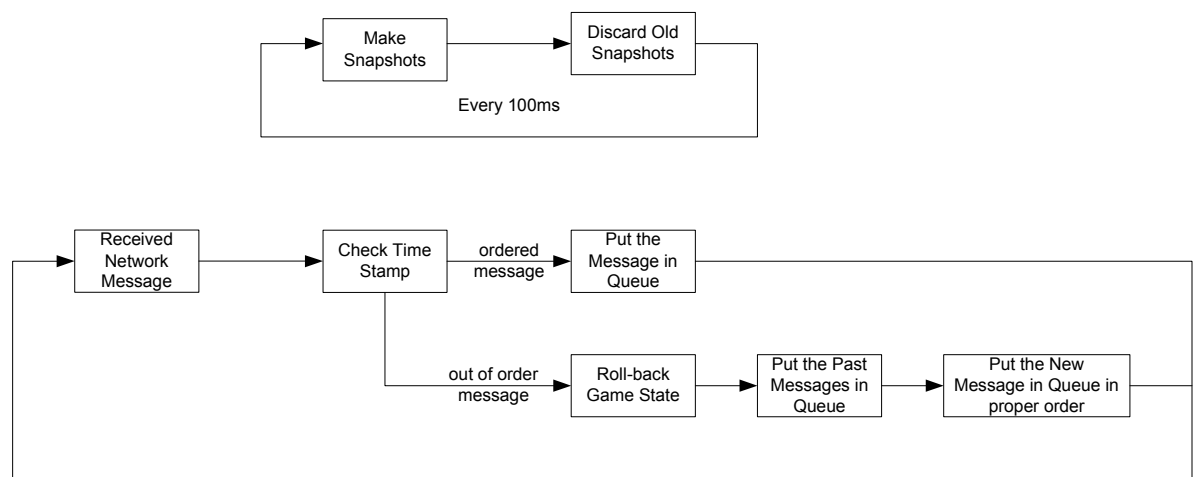 Make
Snapshots
Discard Old
Snapshots
Every 100ms
Received
Network
Message
Check Time
Stamp
ordered
message
Put the
Message in
Queue
out of order
message
Roll-back
Game State
Put the Past
Messages in
Queue
Put the New
Message in Queue in
proper order